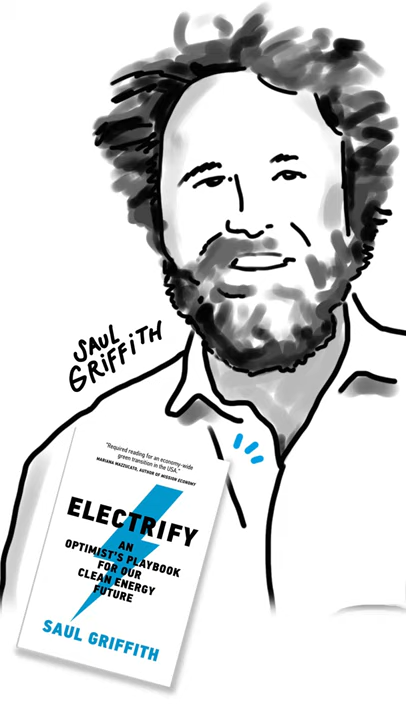 SAUL
GRIFFITH
"Required reading for an economy-wide
green transition in the USA."
MARIANA MAZZUCATO, AUTHOR OF MISSION ECONOMY
ELECTRIFY
AN
OPTIMIST'S PLAYBOOK
FOR OUR
CLEAN ENERGY
FUTURE
SAUL GRIFFITH